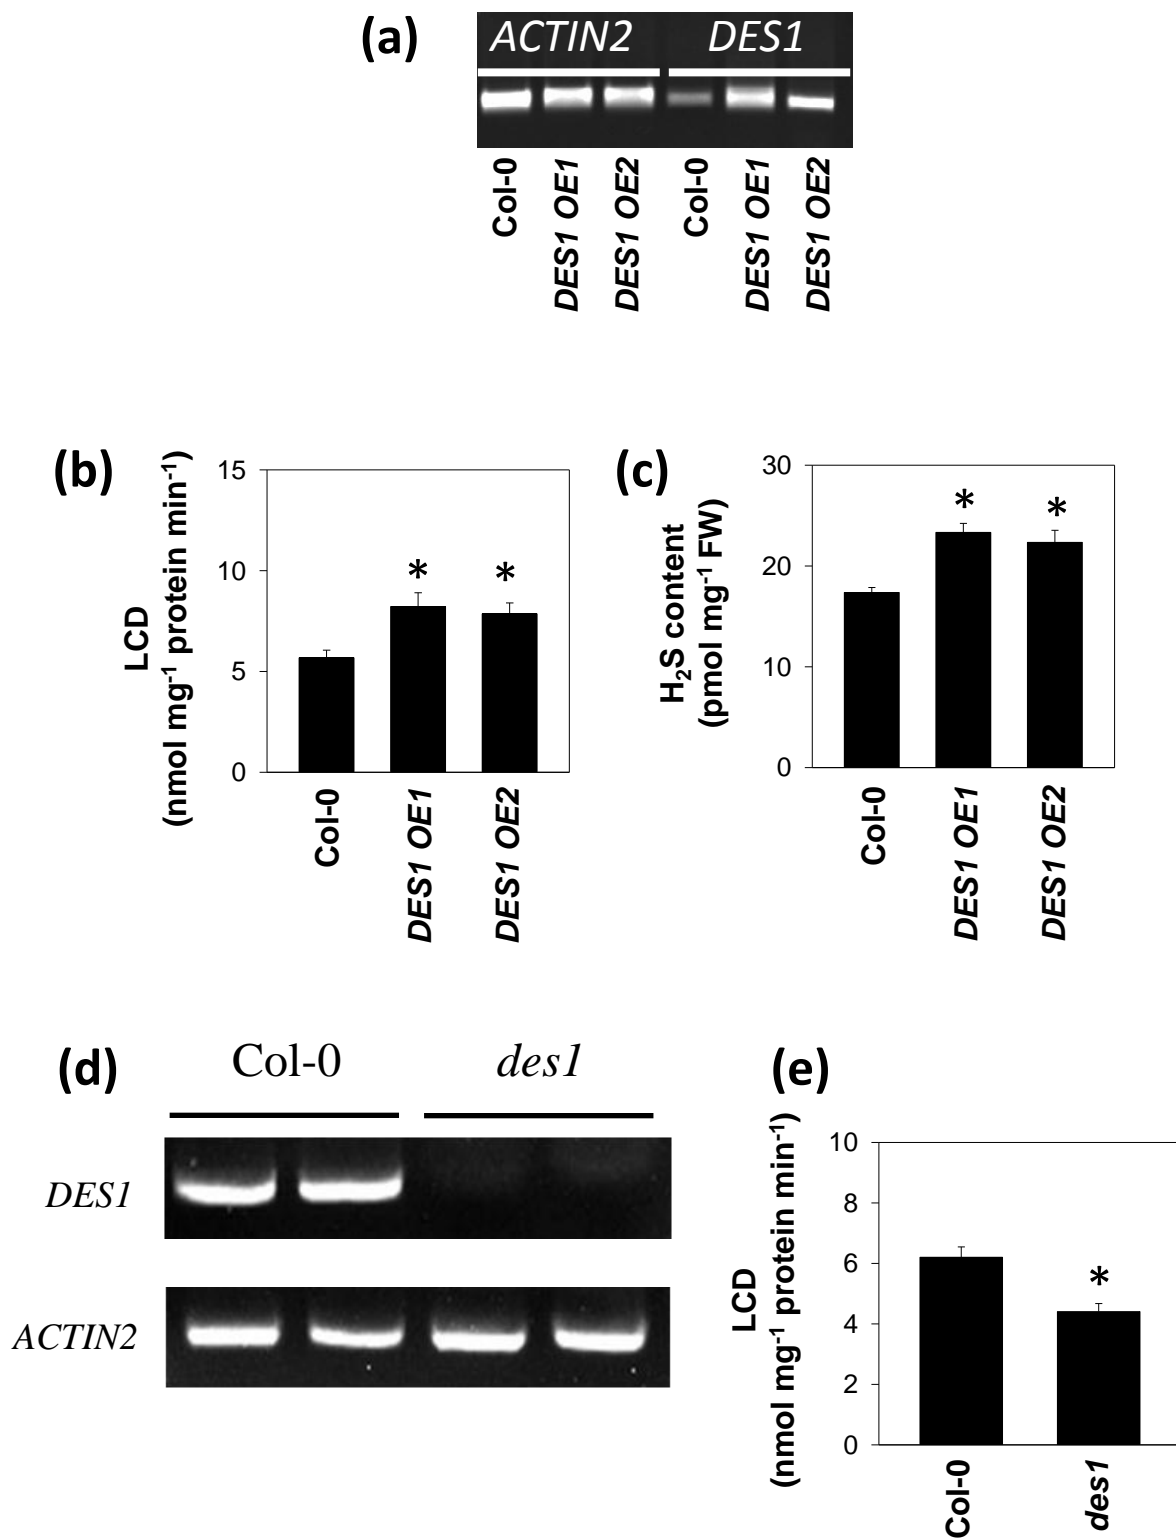 (a)
ACTIN2 DES1
Col-0
DES1 OE1
DES1 OE2
Col-0
DES1 OE1
DES1 OE2
(b)
LCD
(nmol mg⁻¹ protein min⁻¹)
15
10
5
0
* *
Col-0
DES1 OE1
DES1 OE2
(c)
H₂S content
(pmol mg⁻¹ FW)
30
20
10
0
* *
Col-0
DES1 OE1
DES1 OE2
(d)
Col-0 des1
DES1
ACTIN2
(e)
LCD
(nmol mg⁻¹ protein min⁻¹)
10
8
6
4
2
0
*
Col-0
des1